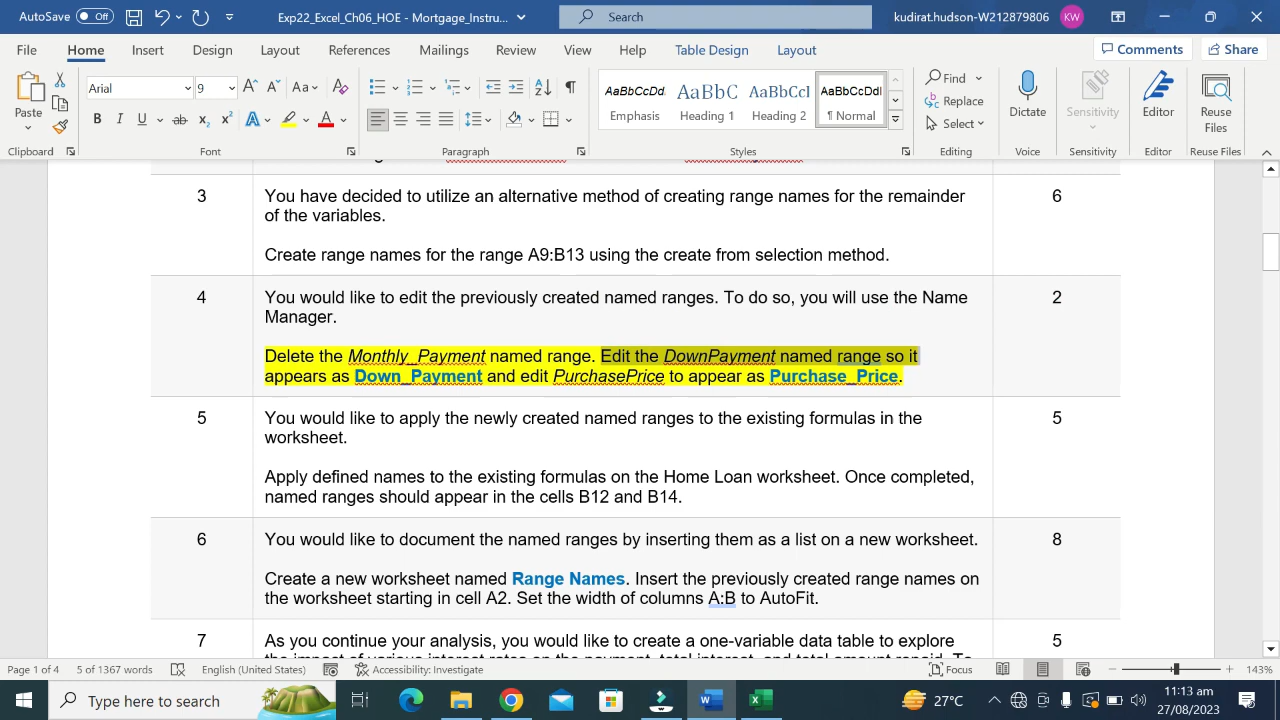 AutoSave Off Exp22_Excel_Ch06_HOE - Mortgage_Instru... Search kudirat.hudson-W212879806 KW
File Home Insert Design Layout References Mailings Review View Help Table Design Layout Comments Share
Paste Arial 9 Aa AaBbCcDd AaBbC AaBbCcI AaBbCcDdI Find Replace Select Dictate Sensitivity Editor Reuse Files
B I U ab x₂ x² A A Emphasis Heading 1 Heading 2 ¶ Normal
Clipboard Font Paragraph Styles Editing Voice Sensitivity Editor Reuse Files
3 You have decided to utilize an alternative method of creating range names for the remainder 6
of the variables.
Create range names for the range A9:B13 using the create from selection method.
4 You would like to edit the previously created named ranges. To do so, you will use the Name 2
Manager.
Delete the Monthly_Payment named range. Edit the DownPayment named range so it
appears as Down_Payment and edit PurchasePrice to appear as Purchase_Price.
5 You would like to apply the newly created named ranges to the existing formulas in the 5
worksheet.
Apply defined names to the existing formulas on the Home Loan worksheet. Once completed,
named ranges should appear in the cells B12 and B14.
6 You would like to document the named ranges by inserting them as a list on a new worksheet. 8
Create a new worksheet named Range Names. Insert the previously created range names on
the worksheet starting in cell A2. Set the width of columns A:B to AutoFit.
7 As you continue your analysis, you would like to create a one-variable data table to explore 5
Page 1 of 4 5 of 1367 words English (United States) Accessibility: Investigate Focus 143%
Type here to search 27°C 11:13 am
27/08/2023